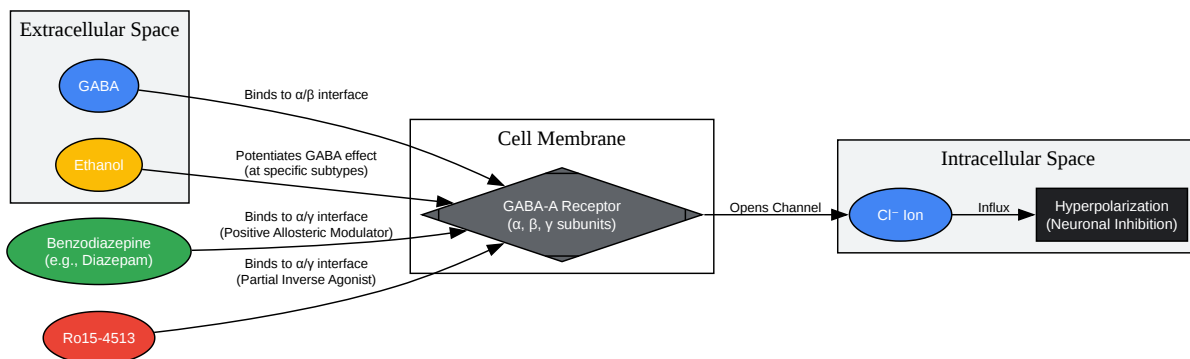 Extracellular Space
GABA
Ethanol
Benzodiazepine
(e.g., Diazepam)
Ro15-4513
Binds to α/β interface
Potentiates GABA effect
(at specific subtypes)
Binds to α/γ interface
(Positive Allosteric Modulator)
Binds to α/γ interface
(Partial Inverse Agonist)
Cell Membrane
GABA-A Receptor
(α, β, γ subunits)
Opens Channel
Intracellular Space
Cl⁻ Ion
Influx
Hyperpolarization
(Neuronal Inhibition)